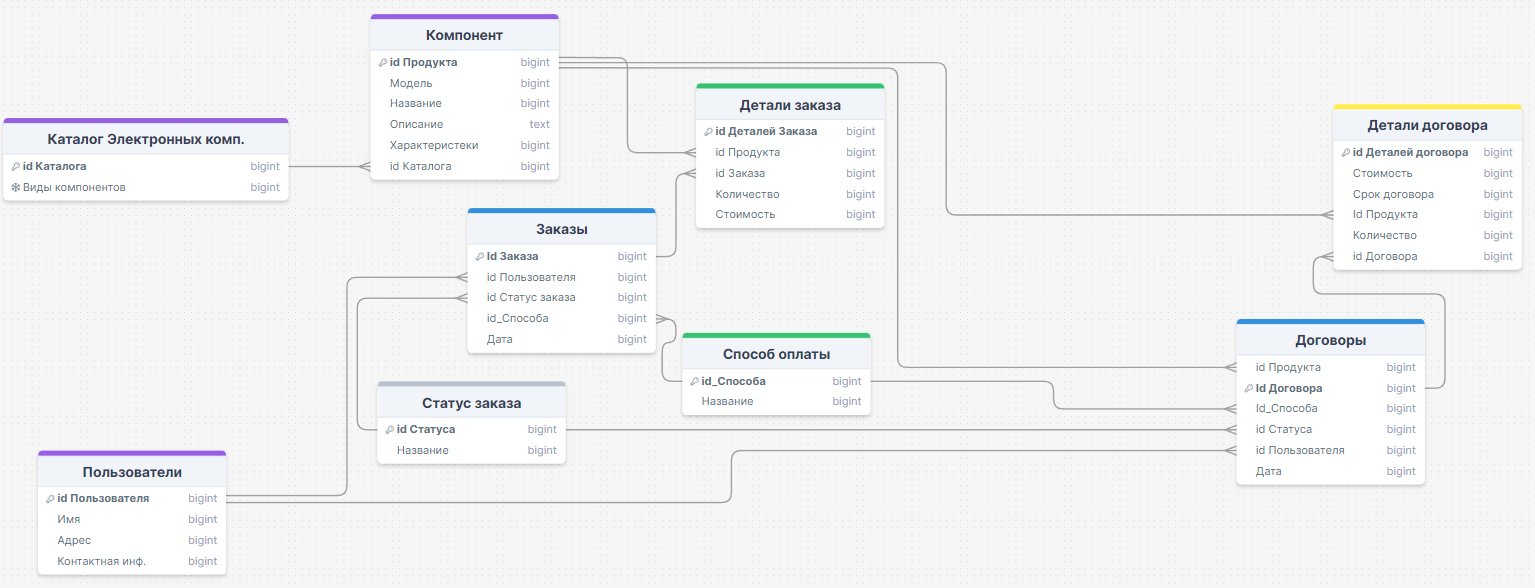 Компонент
id Продукта bigint
Модель bigint
Название bigint
Описание text
Характеристеки bigint
id Каталога bigint
Каталог Электронных комп.
id Каталога bigint
Виды компонентов bigint
Детали заказа
id Деталей Заказа bigint
id Продукта bigint
id Заказа bigint
Количество bigint
Стоимость bigint
Детали договора
id Деталей договора bigint
Стоимость bigint
Срок договора bigint
Id Продукта bigint
Количество bigint
id Договора bigint
Заказы
Id Заказа bigint
id Пользователя bigint
id Статус заказа bigint
id_Способа bigint
Дата bigint
Способ оплаты
id_Способа bigint
Название bigint
Договоры
id Продукта bigint
Id Договора bigint
Id_Способа bigint
id Статуса bigint
id Пользователя bigint
Дата bigint
Статус заказа
id Статуса bigint
Название bigint
Пользователи
id Пользователя bigint
Имя bigint
Адрес bigint
Контактная инф. bigint